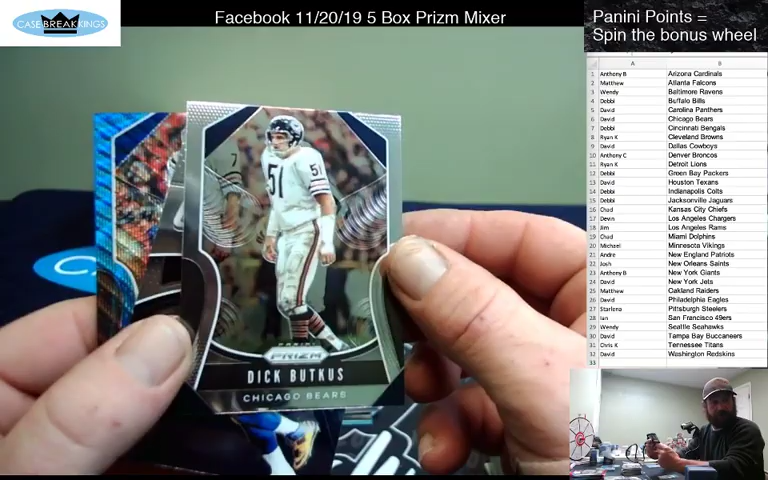 CASE BREAK KINGS
Facebook 11/20/19 5 Box Prizm Mixer
Panini Points =
Spin the bonus wheel
A B
1 Anthony B Arizona Cardinals
2 Matthew Atlanta Falcons
3 Wendy Baltimore Ravens
4 Debbi Buffalo Bills
5 David Carolina Panthers
6 David Chicago Bears
7 Debbi Cincinnati Bengals
8 Ryan K Cleveland Browns
9 David Dallas Cowboys
10 Anthony C Denver Broncos
11 Ryan K Detroit Lions
12 Debbi Green Bay Packers
13 David Houston Texans
14 Debbi Indianapolis Colts
15 Debbi Jacksonville Jaguars
16 Chad Kansas City Chiefs
17 Devin Los Angeles Chargers
18 Jim Los Angeles Rams
19 Chad Miami Dolphins
20 Michael Minnesota Vikings
21 Andre New England Patriots
22 Josh New Orleans Saints
23 Anthony B New York Giants
24 David New York Jets
25 Matthew Oakland Raiders
26 David Philadelphia Eagles
27 Starlena Pittsburgh Steelers
28 Ian San Francisco 49ers
29 Wendy Seattle Seahawks
30 David Tampa Bay Buccaneers
31 Chris K Tennessee Titans
32 David Washington Redskins
33
7
51
51
PANINI
PRIZM
DICK BUTKUS
CHICAGO BEARS